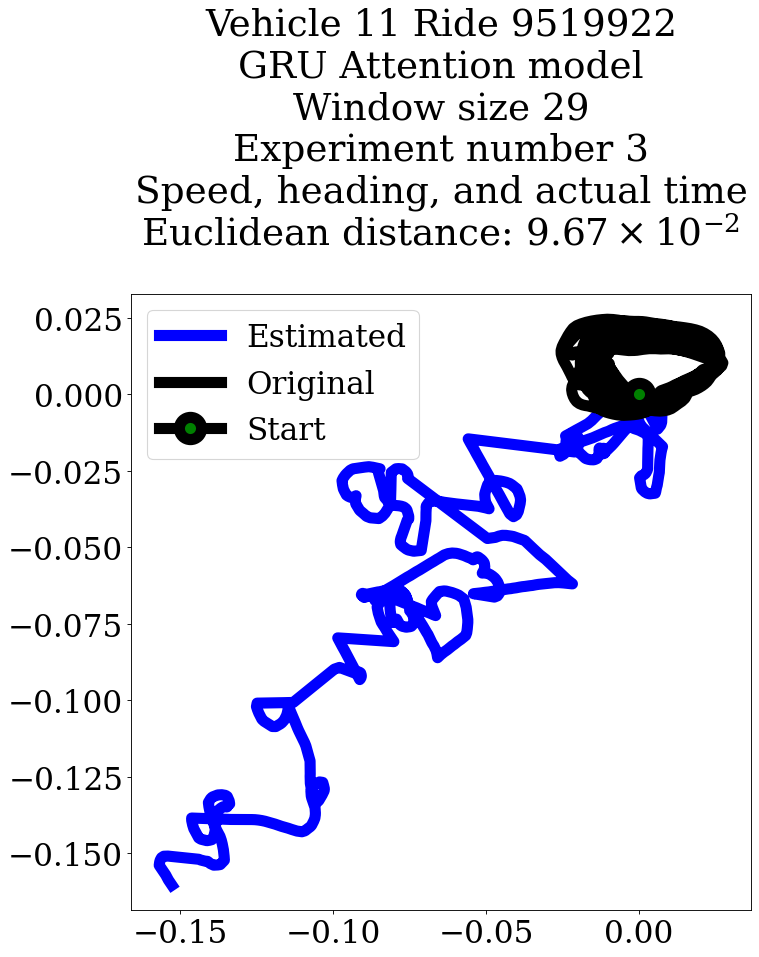 Vehicle 11 Ride 9519922
GRU Attention model
Window size 29
Experiment number 3
Speed, heading, and actual time
Euclidean distance: 9.67 × 10⁻²
Estimated
Original
Start
0.025
0.000
−0.025
−0.050
−0.075
−0.100
−0.125
−0.150
−0.15 −0.10 −0.05 0.00